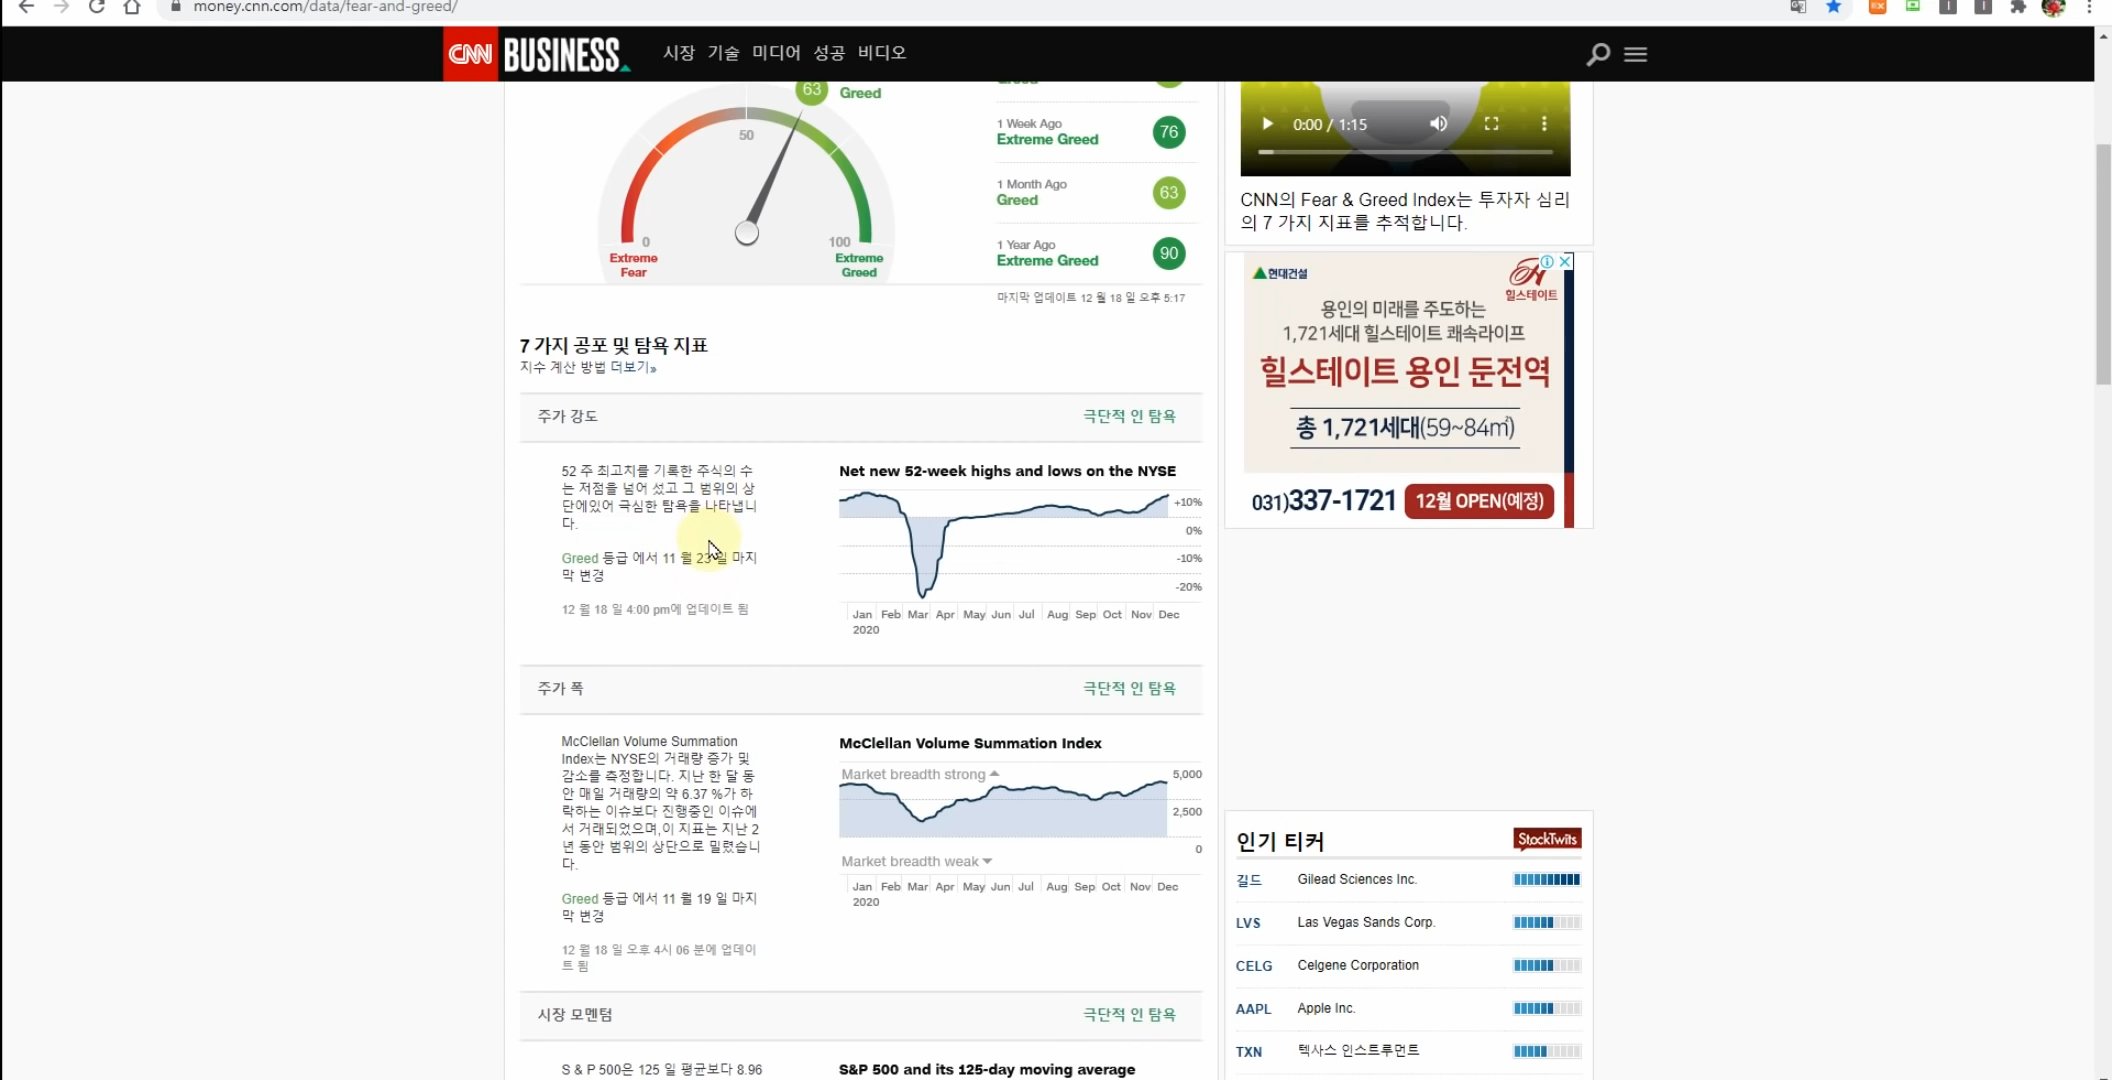 money.cnn.com/data/fear-and-greed/
CNN BUSINESS 시장 기술 미디어 성공 비디오
63 Greed
50
0
Extreme
Fear
100
Extreme
Greed
1 Week Ago
Extreme Greed 76
1 Month Ago
Greed 63
1 Year Ago
Extreme Greed 90
마지막 업데이트 12 월 18 일 오후 5:17
7 가지 공포 및 탐욕 지표
지수 계산 방법 더보기»
주가 강도 극단적 인 탐욕
52 주 최고치를 기록한 주식의 수
는 저점을 넘어 섰고 그 범위의 상
단에있어 극심한 탐욕을 나타냅니
다.
Greed 등급 에서 11 월 23 일 마지
막 변경
12 월 18 일 4:00 pm에 업데이트 됨
Net new 52-week highs and lows on the NYSE
+10%
0%
-10%
-20%
Jan Feb Mar Apr May Jun Jul Aug Sep Oct Nov Dec
2020
주가 폭 극단적 인 탐욕
McClellan Volume Summation
Index는 NYSE의 거래량 증가 및
감소를 측정합니다. 지난 한 달 동
안 매일 거래량의 약 6.37 %가 하
락하는 이슈보다 진행중인 이슈에
서 거래되었으며,이 지표는 지난 2
년 동안 범위의 상단으로 밀렸습니
다.
Greed 등급 에서 11 월 19 일 마지
막 변경
12 월 18 일 오후 4시 06 분에 업데이
트 됨
McClellan Volume Summation Index
Market breadth strong
5,000
2,500
0
Market breadth weak
Jan Feb Mar Apr May Jun Jul Aug Sep Oct Nov Dec
2020
시장 모멘텀 극단적 인 탐욕
S & P 500은 125 일 평균보다 8.96
S&P 500 and its 125-day moving average
0:00 / 1:15
CNN의 Fear & Greed Index는 투자자 심리
의 7 가지 지표를 추적합니다.
현대건설
힐스테이트
용인의 미래를 주도하는
1,721세대 힐스테이트 쾌속라이프
힐스테이트 용인 둔전역
총 1,721세대(59~84㎡)
031)337-1721 12월 OPEN(예정)
인기 티커 StockTwits
길드 Gilead Sciences Inc.
LVS Las Vegas Sands Corp.
CELG Celgene Corporation
AAPL Apple Inc.
TXN 텍사스 인스트루먼트